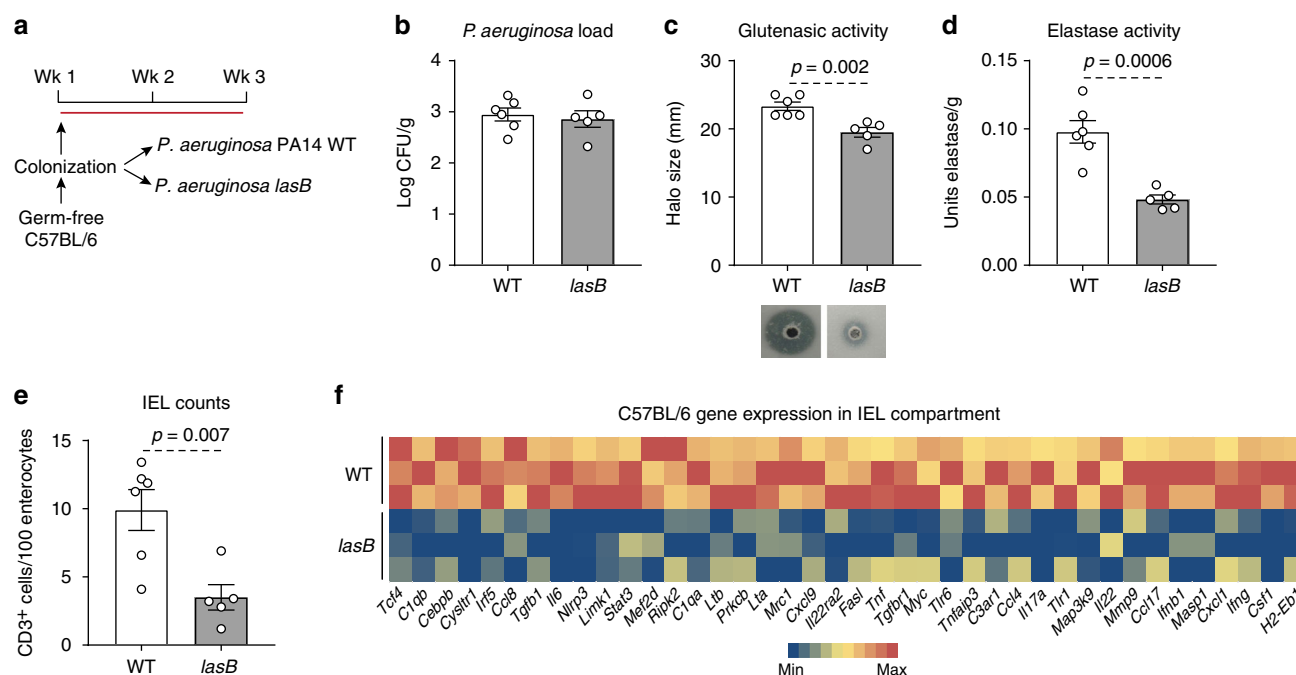 a
Wk 1 Wk 2 Wk 3
Colonization
P. aeruginosa PA14 WT
P. aeruginosa lasB
Germ-free
C57BL/6
b
P. aeruginosa load
Log CFU/g
4
3
2
1
0
WT lasB
c
Glutenasic activity
p = 0.002
Halo size (mm)
30
20
10
0
WT lasB
d
Elastase activity
p = 0.0006
Units elastase/g
0.15
0.10
0.05
0.00
WT lasB
e
IEL counts
p = 0.007
CD3+ cells/100 enterocytes
15
10
5
0
WT lasB
f
C57BL/6 gene expression in IEL compartment
WT
lasB
Tcf4 C1qb Cebpb Cysltr1 Irf5 Ccl8 Tgfb1 Il6 Nlrp3 Limk1 Stat3 Mef2d Ripk2 C1qa Ltb Prkcb Lta Mrc1 Cxcl9 Il22ra2 Fasl Tnf Tgfbr1 Myc Tlr6 Tnfaip3 C3ar1 Ccl4 Il17a Tlr1 Map3k9 Il22 Mmp9 Ccl17 Ifnb1 Masp1 Cxcl1 Ifng Csf1 H2-Eb1
Min Max